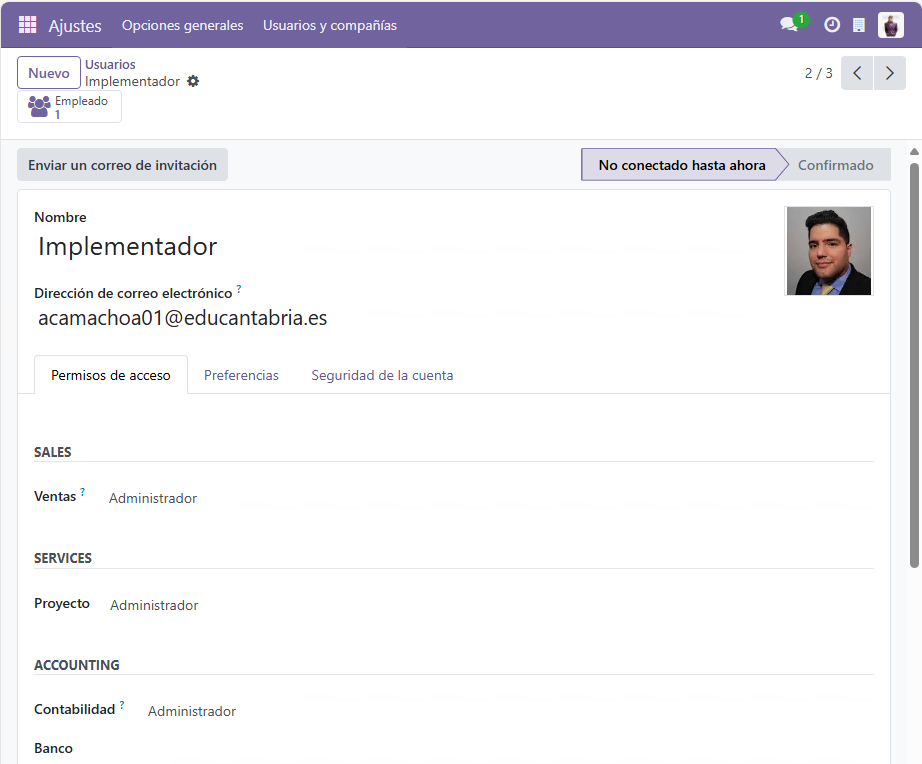 Ajustes Opciones generales Usuarios y compañías 1
Nuevo Usuarios
Implementador 2 / 3
Empleado
1
Enviar un correo de invitación No conectado hasta ahora Confirmado
Nombre
Implementador
Dirección de correo electrónico ?
acamachoa01@educantabria.es
Permisos de acceso Preferencias Seguridad de la cuenta
SALES
Ventas ? Administrador
SERVICES
Proyecto Administrador
ACCOUNTING
Contabilidad ? Administrador
Banco